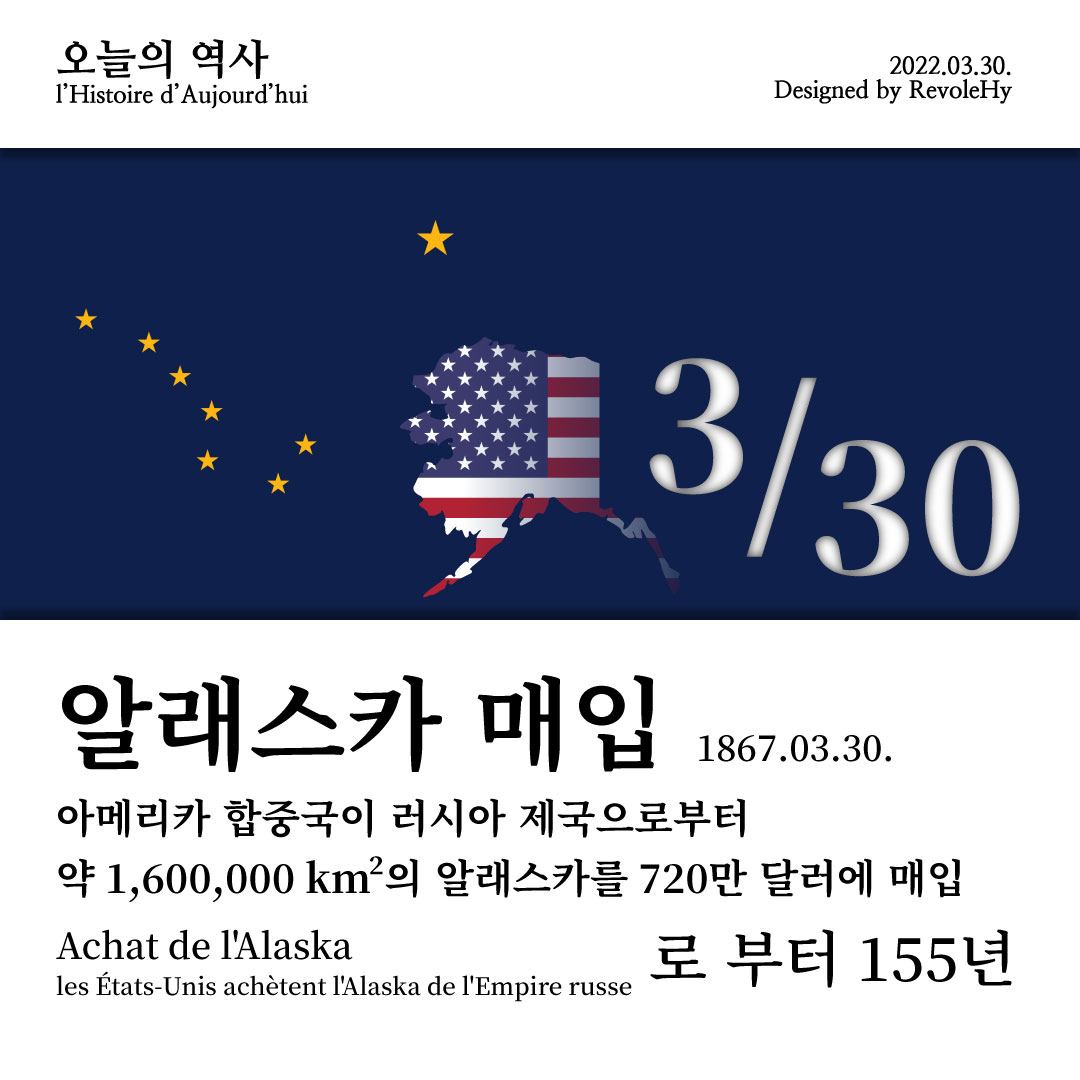 오늘의 역사
l’Histoire d’Aujourd’hui
2022.03.30.
Designed by RevoleHy
3/30
알래스카 매입 1867.03.30.
아메리카 합중국이 러시아 제국으로부터
약 1,600,000 km²의 알래스카를 720만 달러에 매입
Achat de l'Alaska
les États-Unis achètent l'Alaska de l'Empire russe
로 부터 155년